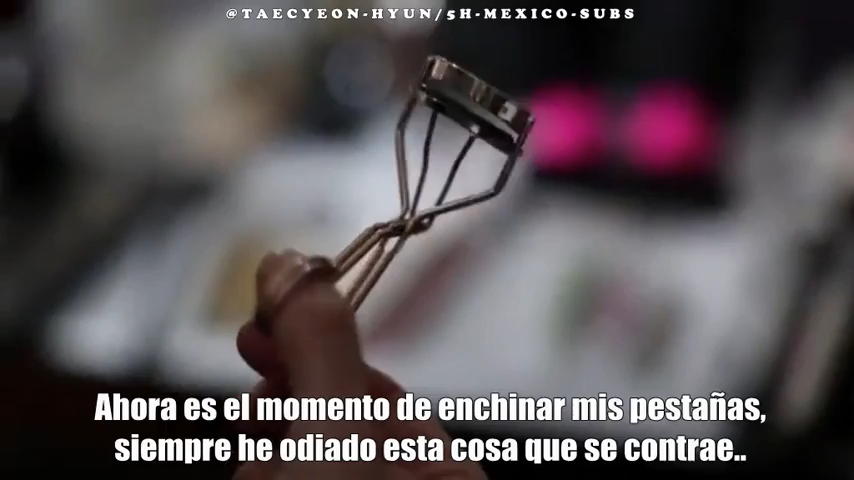 @TAECYEON-HYUN/5H-MEXICO-SUBS
Ahora es el momento de enchinar mis pestañas,
siempre he odiado esta cosa que se contrae..